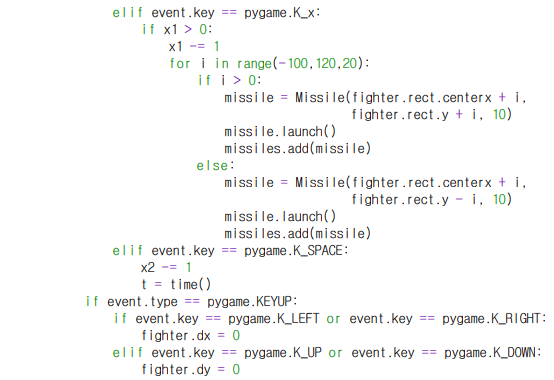 elif event.key == pygame.K_x:
if x1 > 0:
x1 -= 1
for i in range(-100,120,20):
if i > 0:
missile = Missile(fighter.rect.centerx + i,
fighter.rect.y + i, 10)
missile.launch()
missiles.add(missile)
else:
missile = Missile(fighter.rect.centerx + i,
fighter.rect.y - i, 10)
missile.launch()
missiles.add(missile)
elif event.key == pygame.K_SPACE:
x2 -= 1
t = time()
if event.type == pygame.KEYUP:
if event.key == pygame.K_LEFT or event.key == pygame.K_RIGHT:
fighter.dx = 0
elif event.key == pygame.K_UP or event.key == pygame.K_DOWN:
fighter.dy = 0